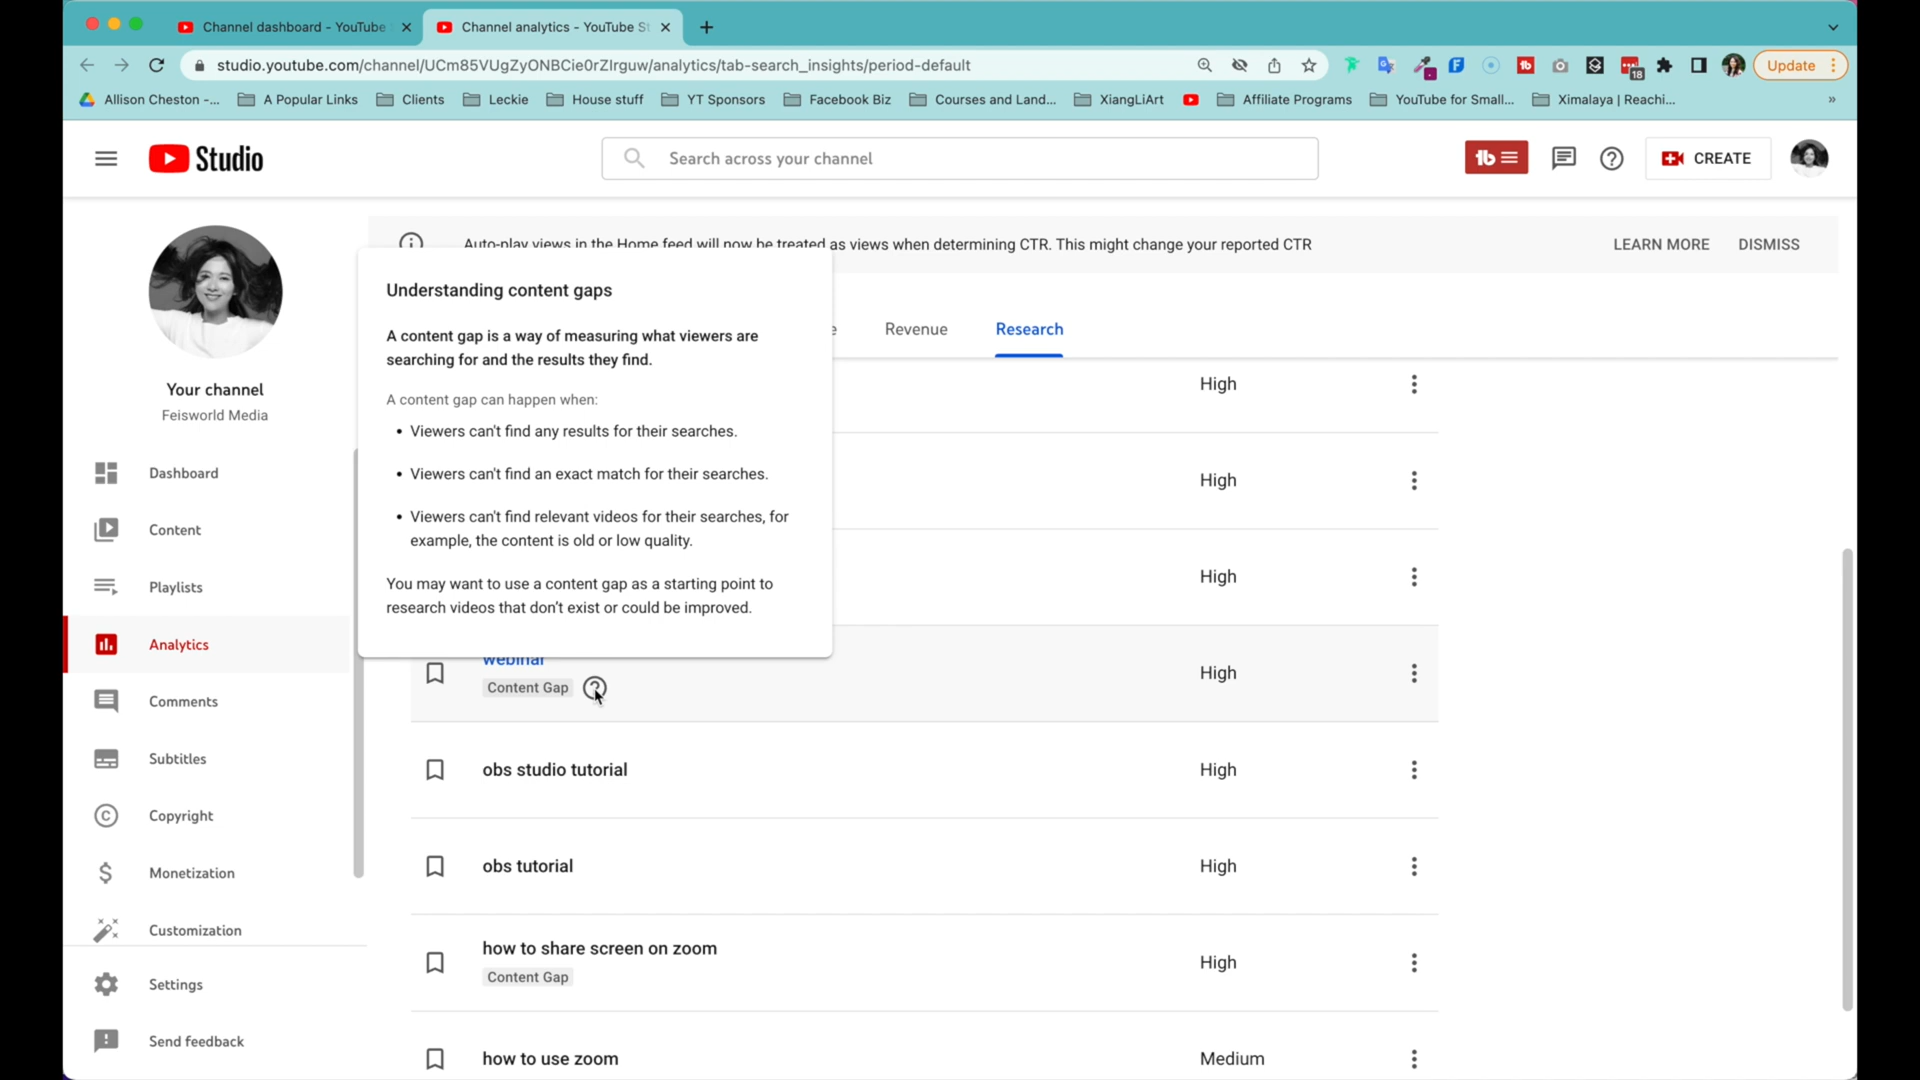 Channel dashboard - YouTube
Channel analytics - YouTube St
studio.youtube.com/channel/UCm85VUgZyONBCie0rZIrguw/analytics/tab-search_insights/period-default
18
Update
Allison Cheston -...
A Popular Links
Clients
Leckie
House stuff
YT Sponsors
Facebook Biz
Courses and Land...
XiangLiArt
Affiliate Programs
YouTube for Small...
Ximalaya | Reachi...
Studio
Search across your channel
CREATE
Auto-play views in the Home feed will now be treated as views when determining CTR. This might change your reported CTR
LEARN MORE
DISMISS
Your channel
Feisworld Media
Dashboard
Content
Playlists
Analytics
Comments
Subtitles
Copyright
Monetization
Customization
Settings
Send feedback
Understanding content gaps
A content gap is a way of measuring what viewers are
searching for and the results they find.
A content gap can happen when:
• Viewers can't find any results for their searches.
• Viewers can't find an exact match for their searches.
• Viewers can't find relevant videos for their searches, for
example, the content is old or low quality.
You may want to use a content gap as a starting point to
research videos that don't exist or could be improved.
e
Revenue
Research
High
High
High
webinar
Content Gap
High
obs studio tutorial
High
obs tutorial
High
how to share screen on zoom
Content Gap
High
how to use zoom
Medium